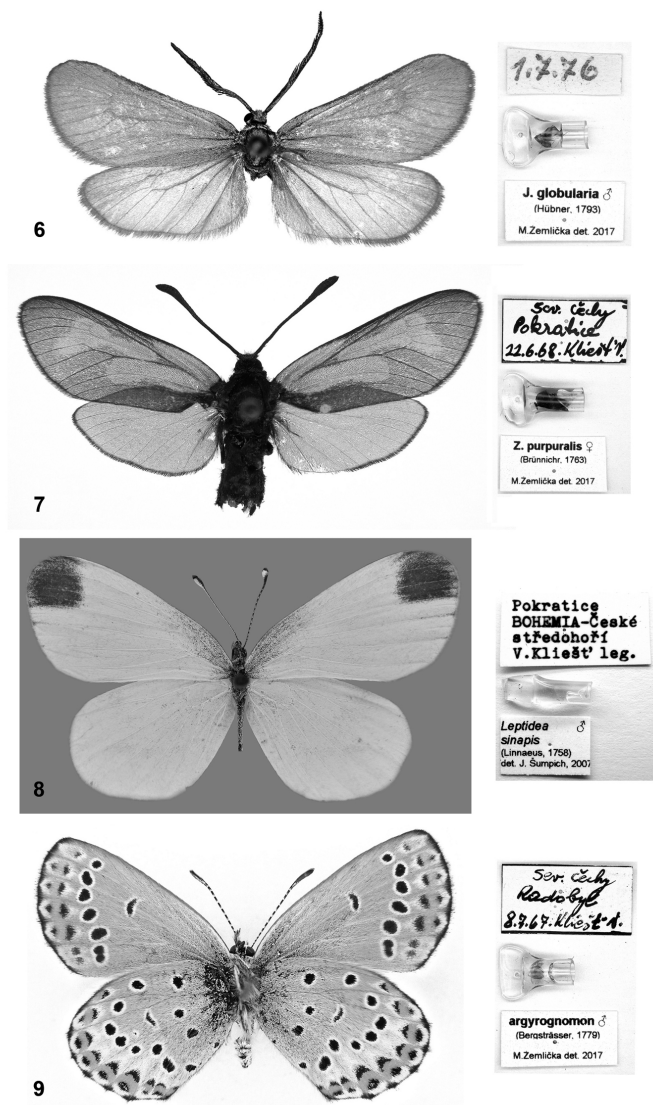 1.7.76
J. globularia ♂
(Hübner, 1793)
M.Zemlička det. 2017
6
Sev. čechy
Pokratice
22.6.68. Kliešť V.
Z. purpuralis ♀
(Brünnichr, 1763)
M.Zemlička det. 2017
7
Pokratice
BOHEMIA-České
středohoří
V.Kliešť leg.
Leptidea ♂
sinapis
(Linnaeus, 1758)
det. J. Šumpich, 2007
8
Sev. čechy
Radobyl
8.7.67. Kliešť V.
argyrognomon ♂
(Bergsträsser, 1779)
M.Zemlička det. 2017
9